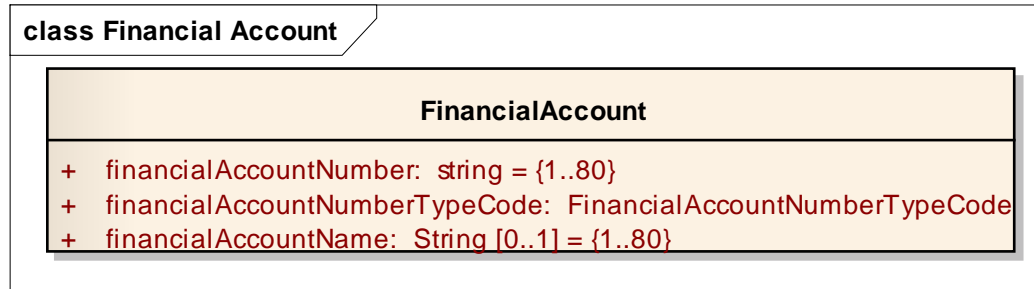 class Financial Account
FinancialAccount
+ financialAccountNumber: string = {1..80}
+ financialAccountNumberTypeCode: FinancialAccountNumberTypeCode
+ financialAccountName: String [0..1] = {1..80}